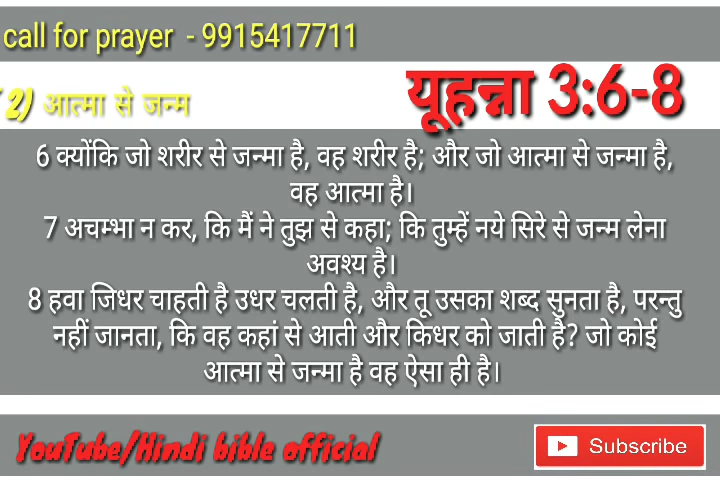 call for prayer - 9915417711
2) आत्मा से जन्म
यूहन्ना 3:6-8
6 क्योंकि जो शरीर से जन्मा है, वह शरीर है; और जो आत्मा से जन्मा है,
वह आत्मा है।
7 अचम्भा न कर, कि मैं ने तुझ से कहा; कि तुम्हें नये सिरे से जन्म लेना
अवश्य है।
8 हवा जिधर चाहती है उधर चलती है, और तू उसका शब्द सुनता है, परन्तु
नहीं जानता, कि वह कहां से आती और किधर को जाती है? जो कोई
आत्मा से जन्मा है वह ऐसा ही है।
YouTube/Hindi bible official
Subscribe